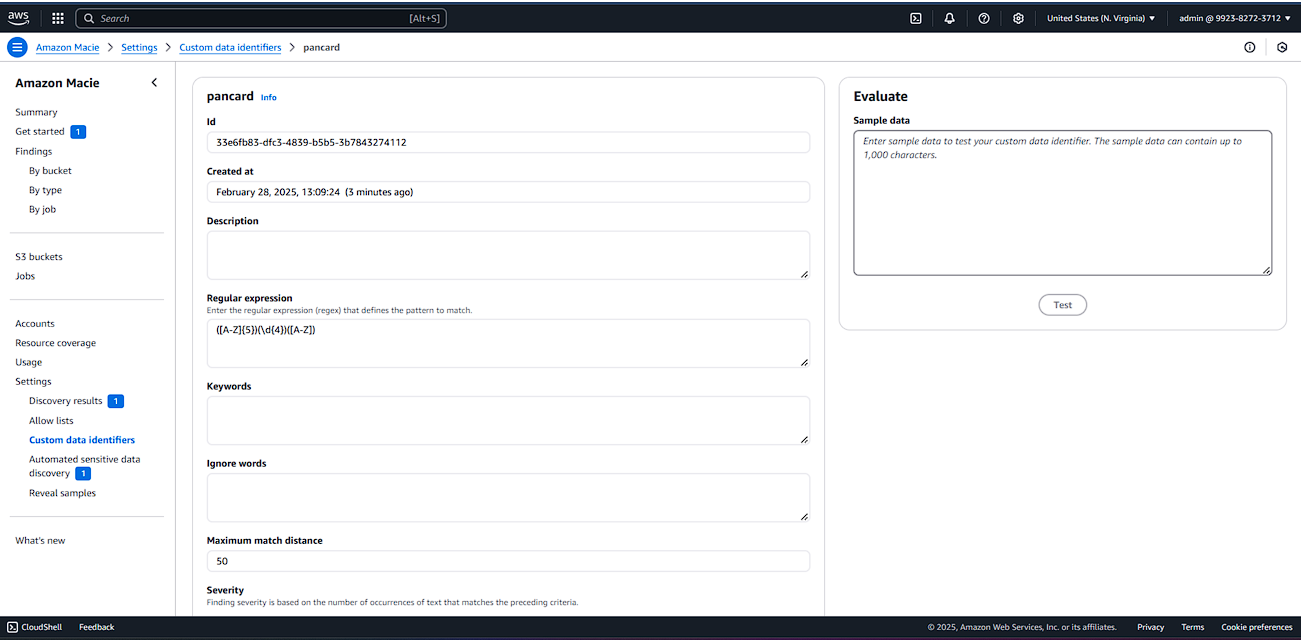 aws
Search [Alt+S]
United States (N. Virginia) ▼
admin @ 9923-8272-3712 ▼
Amazon Macie > Settings > Custom data identifiers > pancard
Amazon Macie
Summary
Get started 1
Findings
By bucket
By type
By job
S3 buckets
Jobs
Accounts
Resource coverage
Usage
Settings
Discovery results 1
Allow lists
Custom data identifiers
Automated sensitive data
discovery 1
Reveal samples
What's new
pancard Info
Id
33e6fb83-dfc3-4839-b5b5-3b7843274112
Created at
February 28, 2025, 13:09:24 (3 minutes ago)
Description
Regular expression
Enter the regular expression (regex) that defines the pattern to match.
([A-Z]{5})(\d{4})([A-Z])
Keywords
Ignore words
Maximum match distance
50
Severity
Finding severity is based on the number of occurrences of text that matches the preceding criteria.
Evaluate
Sample data
Enter sample data to test your custom data identifier. The sample data can contain up to
1,000 characters.
Test
CloudShell Feedback
© 2025, Amazon Web Services, Inc. or its affiliates. Privacy Terms Cookie preferences